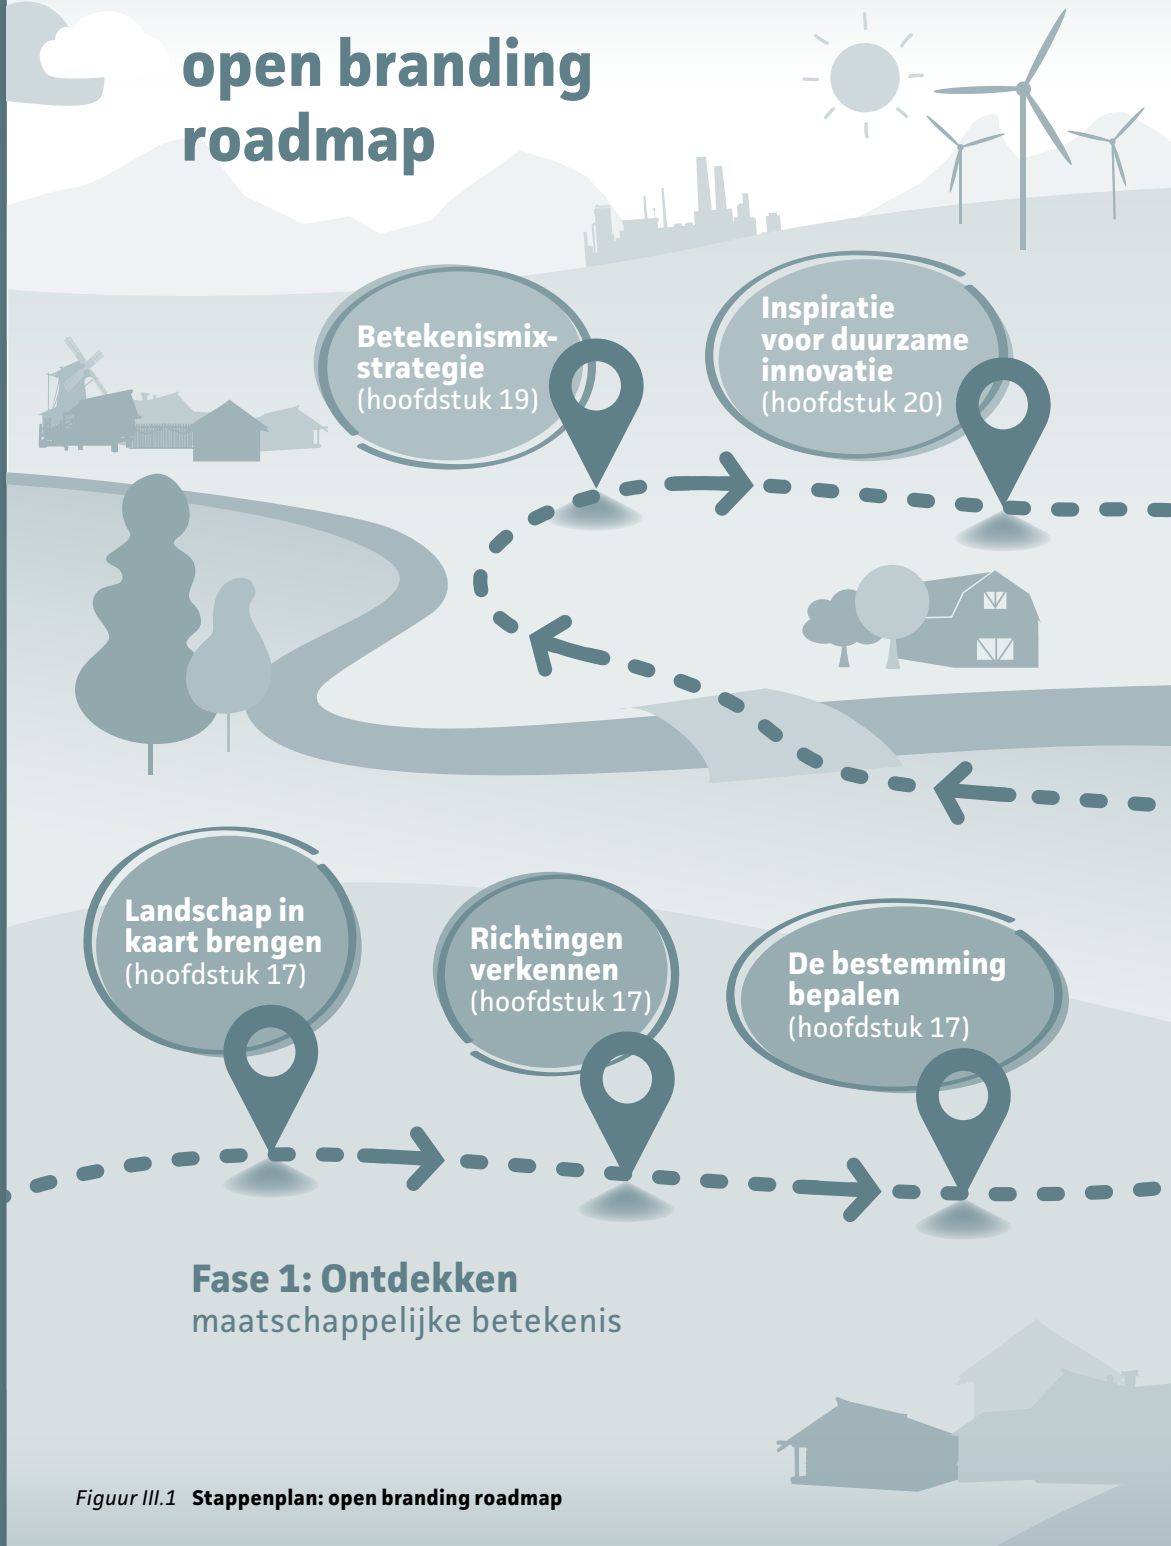 open branding
roadmap
Betekenismix-
strategie
(hoofdstuk 19)
Inspiratie
voor duurzame
innovatie
(hoofdstuk 20)
Landschap in
kaart brengen
(hoofdstuk 17)
Richtingen
verkennen
(hoofdstuk 17)
De bestemming
bepalen
(hoofdstuk 17)
Fase 1: Ontdekken
maatschappelijke betekenis
Figuur III.1 Stappenplan: open branding roadmap